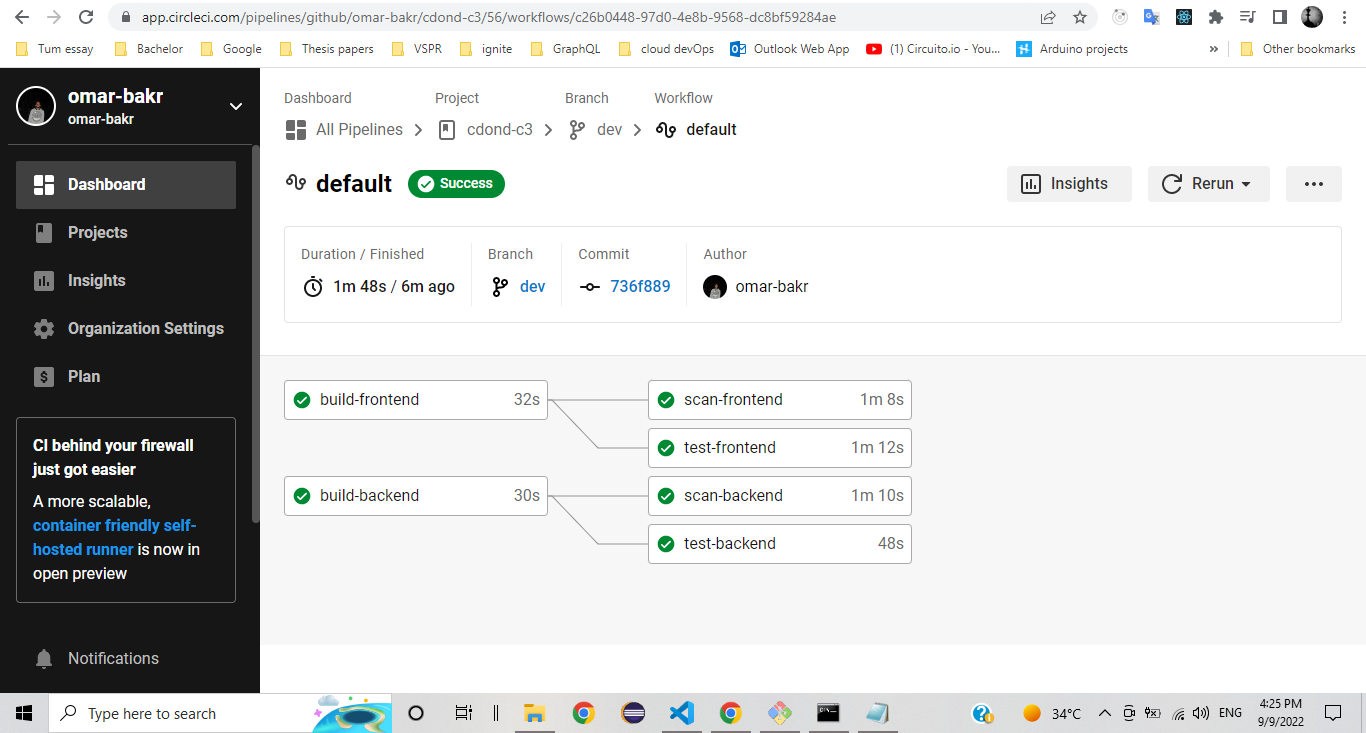 app.circleci.com/pipelines/github/omar-bakr/cdond-c3/56/workflows/c26b0448-97d0-4e8b-9568-dc8bf59284ae
Tum essay Bachelor Google Thesis papers VSPR ignite GraphQL cloud devOps Outlook Web App (1) Circuito.io - You... Arduino projects » Other bookmarks
omar-bakr
omar-bakr
Dashboard
Projects
Insights
Organization Settings
Plan
CI behind your firewall
just got easier
A more scalable,
container friendly self-
hosted runner is now in
open preview
Notifications
Dashboard Project Branch Workflow
All Pipelines cdond-c3 dev default
default Success Insights Rerun ...
Duration / Finished Branch Commit Author
1m 48s / 6m ago dev 736f889 omar-bakr
build-frontend 32s scan-frontend 1m 8s
test-frontend 1m 12s
build-backend 30s scan-backend 1m 10s
test-backend 48s
Type here to search 34°C ENG 4:25 PM
9/9/2022